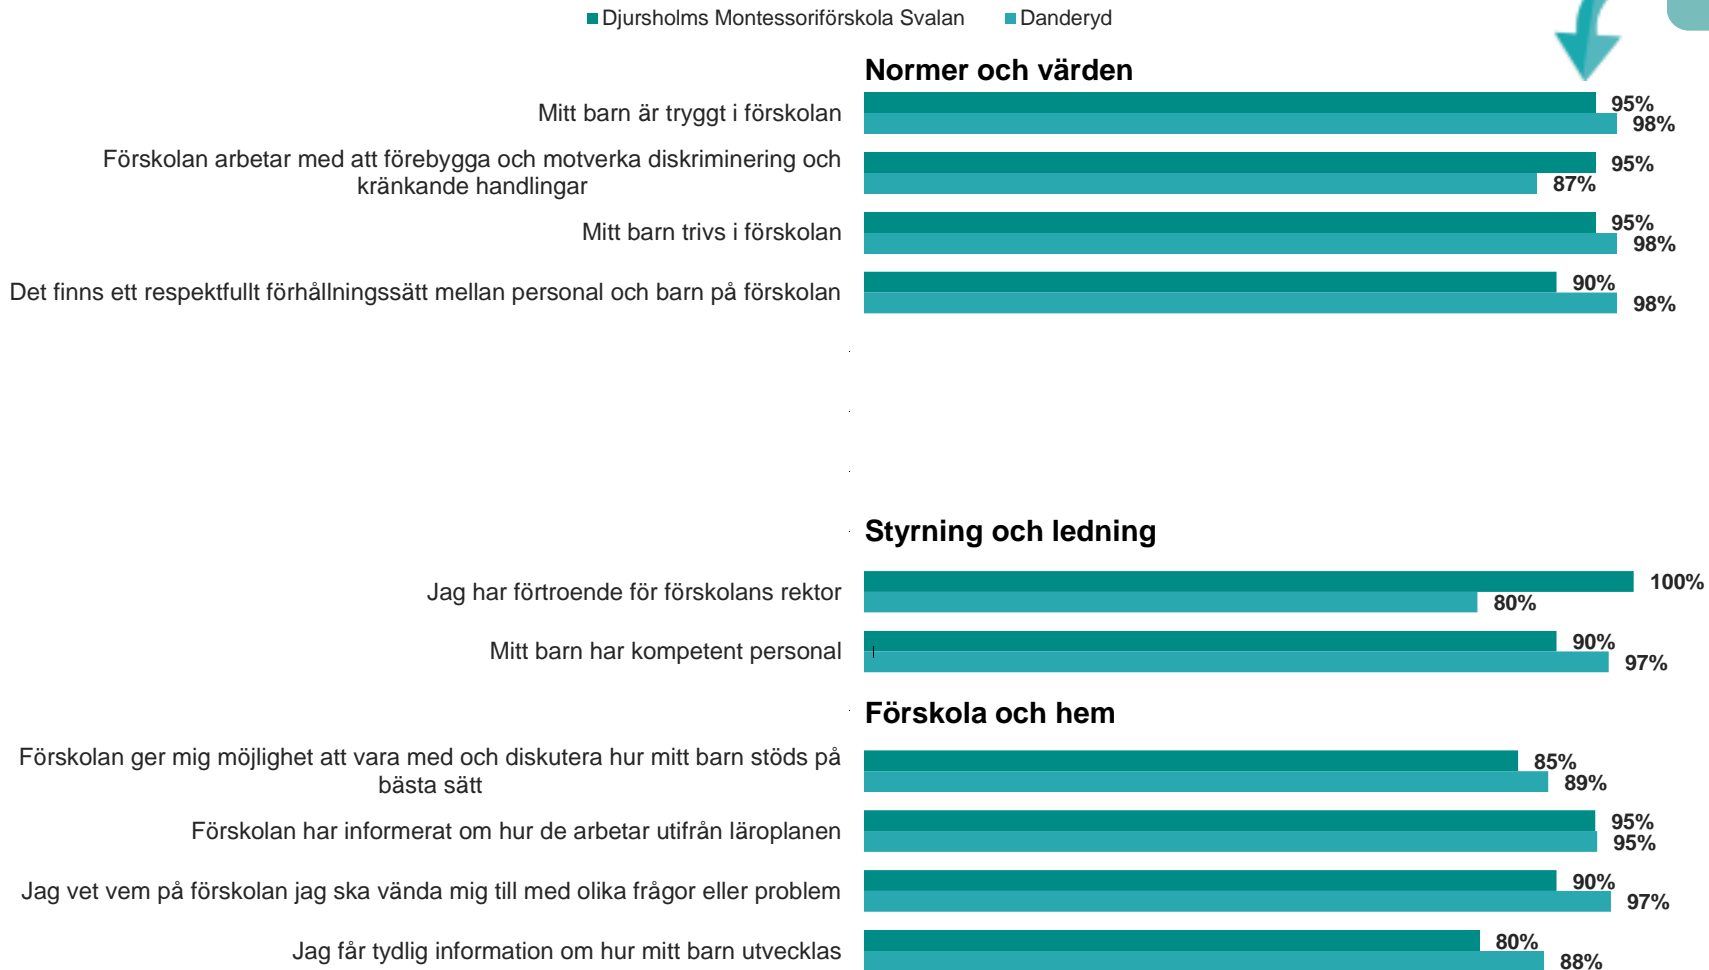 Djursholms Montessoriförskola Svalan Danderyd
Normer och värden
Mitt barn är tryggt i förskolan
95%
98%
Förskolan arbetar med att förebygga och motverka diskriminering och
kränkande handlingar
95%
87%
Mitt barn trivs i förskolan
95%
98%
Det finns ett respektfullt förhållningssätt mellan personal och barn på förskolan
90%
98%
Styrning och ledning
Jag har förtroende för förskolans rektor
100%
80%
Mitt barn har kompetent personal
90%
97%
Förskola och hem
Förskolan ger mig möjlighet att vara med och diskutera hur mitt barn stöds på
bästa sätt
85%
89%
Förskolan har informerat om hur de arbetar utifrån läroplanen
95%
95%
Jag vet vem på förskolan jag ska vända mig till med olika frågor eller problem
90%
97%
Jag får tydlig information om hur mitt barn utvecklas
80%
88%